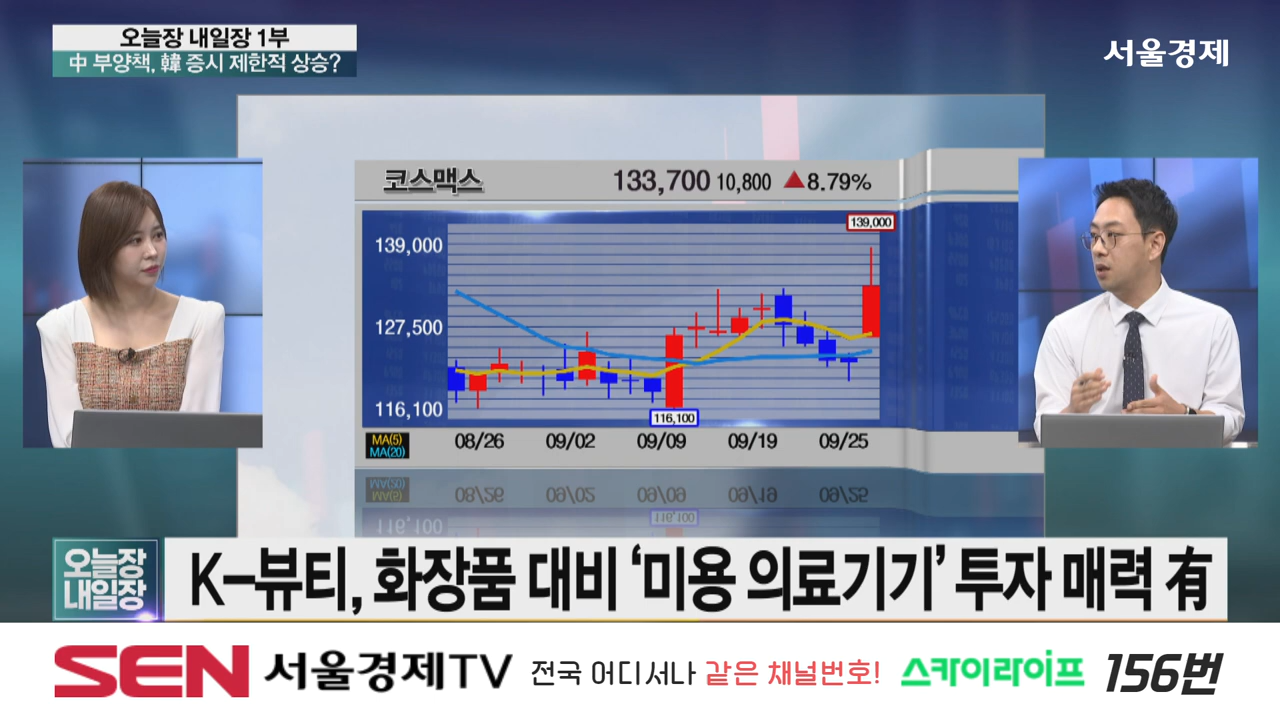 오늘장 내일장 1부
中 부양책, 韓 증시 제한적 상승?
서울경제
코스맥스 133,700 10,800 ▲8.79%
139,000
139,000
127,500
116,100
116,100
MA(5)
MA(20)
08/26 09/02 09/09 09/19 09/25
오늘장
내일장
K-뷰티, 화장품 대비 ‘미용 의료기기’ 투자 매력 有
SEN 서울경제TV 전국 어디서나 같은 채널번호! 스카이라이프 156번